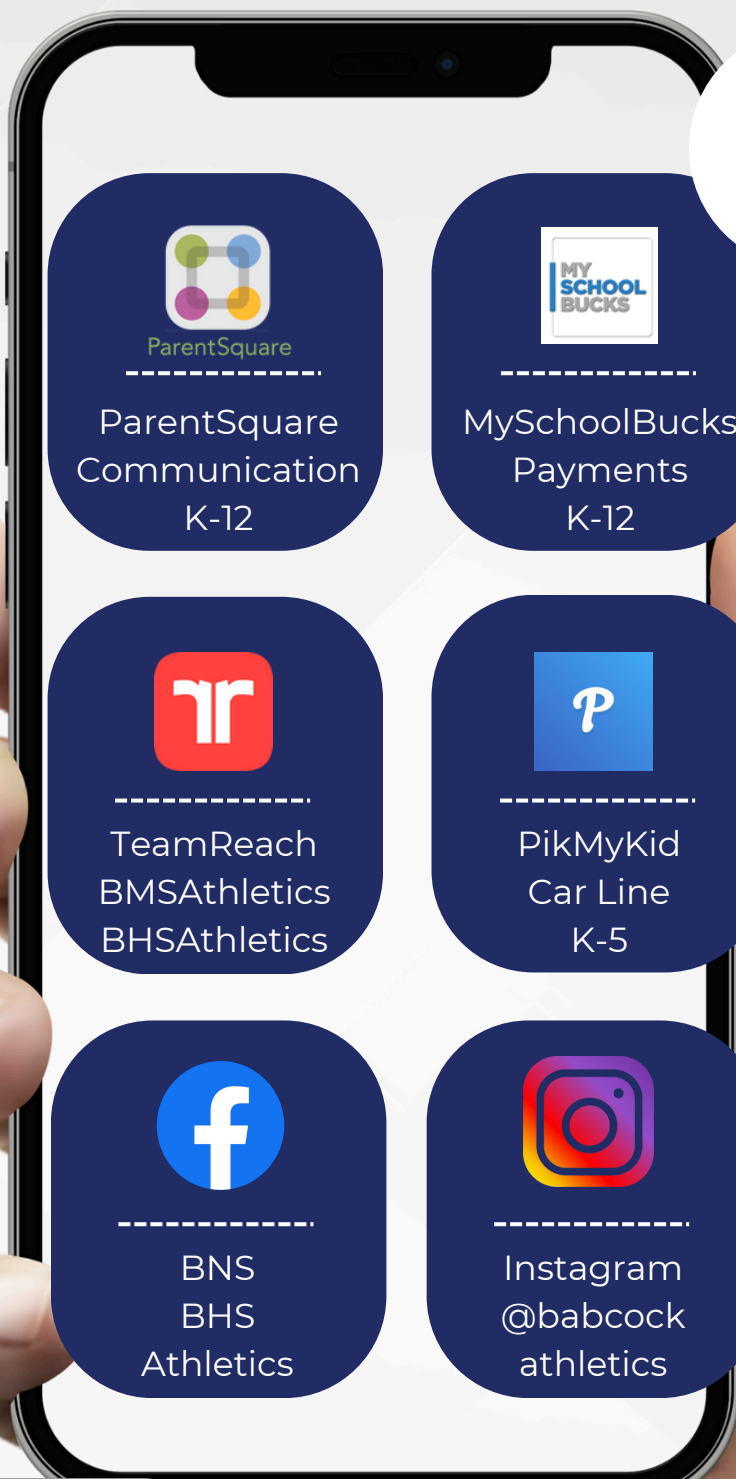 MY
SCHOOL
BUCKS
ParentSquare
ParentSquare
Communication
K-12
MySchoolBucks
Payments
K-12
TeamReach
BMSAthletics
BHSAthletics
P
PikMyKid
Car Line
K-5
f
BNS
BHS
Athletics
Instagram
@babcock
athletics